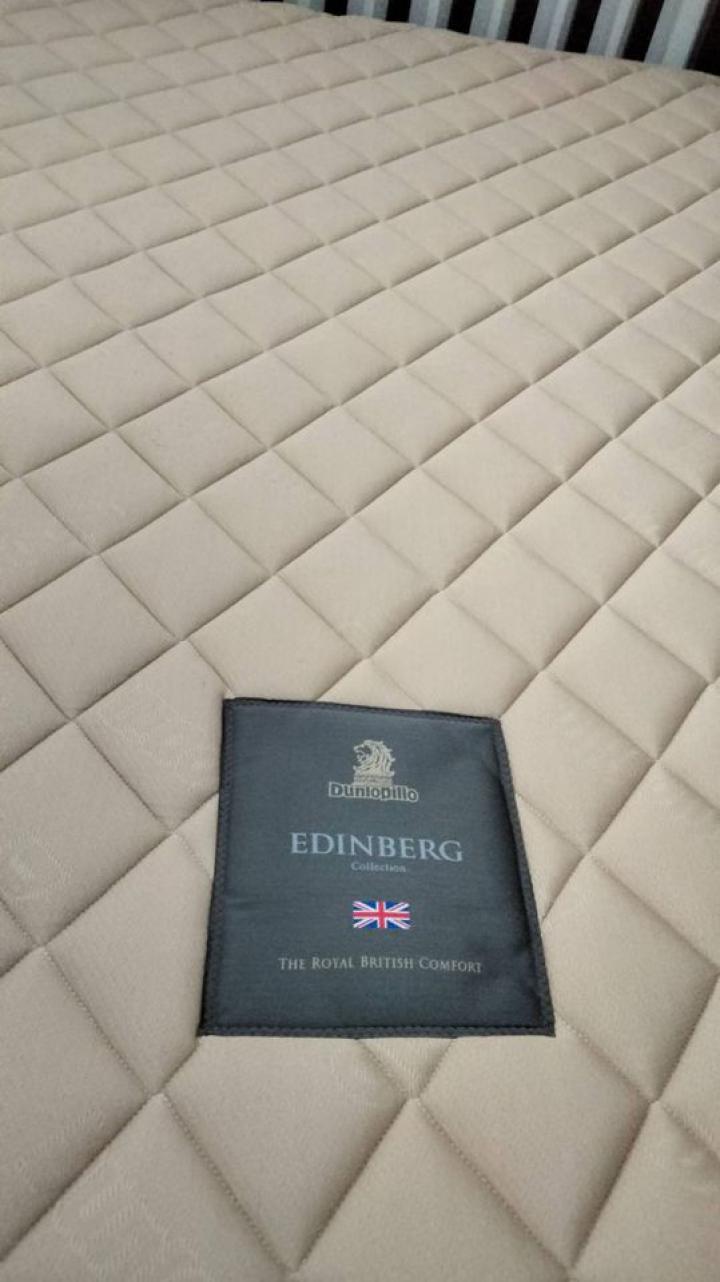 Dunlopillo
EDINBERG
Collection
THE ROYAL BRITISH COMFORT